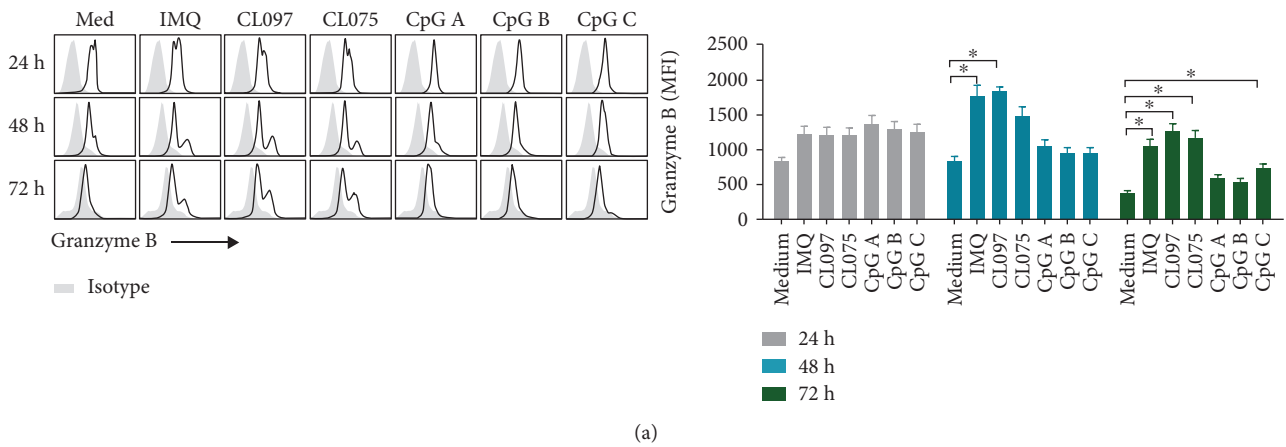 Med IMQ CL097 CL075 CpG A CpG B CpG C
24 h
48 h
72 h
Granzyme B
Isotype
Granzyme B (MFI)
2500
2000
1500
1000
500
0
* * * * * *
Medium IMQ CL097 CL075 CpG A CpG B CpG C
Medium IMQ CL097 CL075 CpG A CpG B CpG C
Medium IMQ CL097 CL075 CpG A CpG B CpG C
24 h
48 h
72 h
(a)